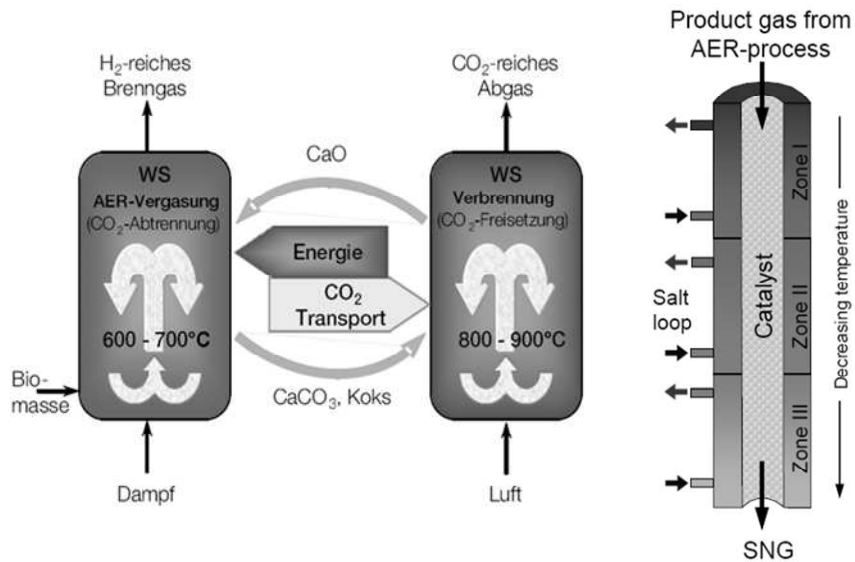 H₂-reiches
Brenngas
CO₂-reiches
Abgas
CaO
WS
AER-Vergasung
(CO₂-Abtrennung)
WS
Verbrennung
(CO₂-Freisetzung)
Energie
CO₂
Transport
600 - 700°C
800 - 900°C
Bio-
masse
CaCO₃, Koks
Dampf
Luft
Product gas from
AER-process
Zone I
Zone II
Zone III
Catalyst
Salt
loop
Decreasing temperature
SNG